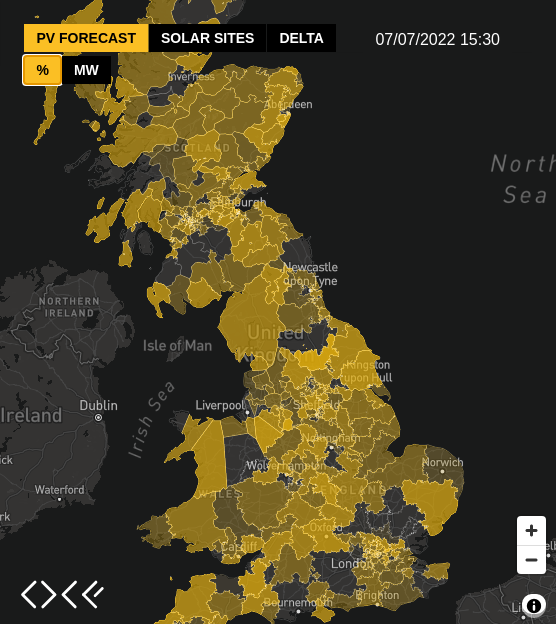 PV FORECAST SOLAR SITES DELTA
07/07/2022 15:30
% MW
Inverness
Aberdeen
SCOTLAND
North
Sea
Newcastle
upon Tyne
NORTHERN
IRELAND
United
Isle of Man
Kingston
upon Hull
Irish Sea
Dublin
Liverpool
Ireland
Sheffield
Nottingham
Norwich
Wolverhampton
Waterford
WALES
ENGLAND
Oxford
Cardiff
London
Brighton
Bournemouth
+
−
i